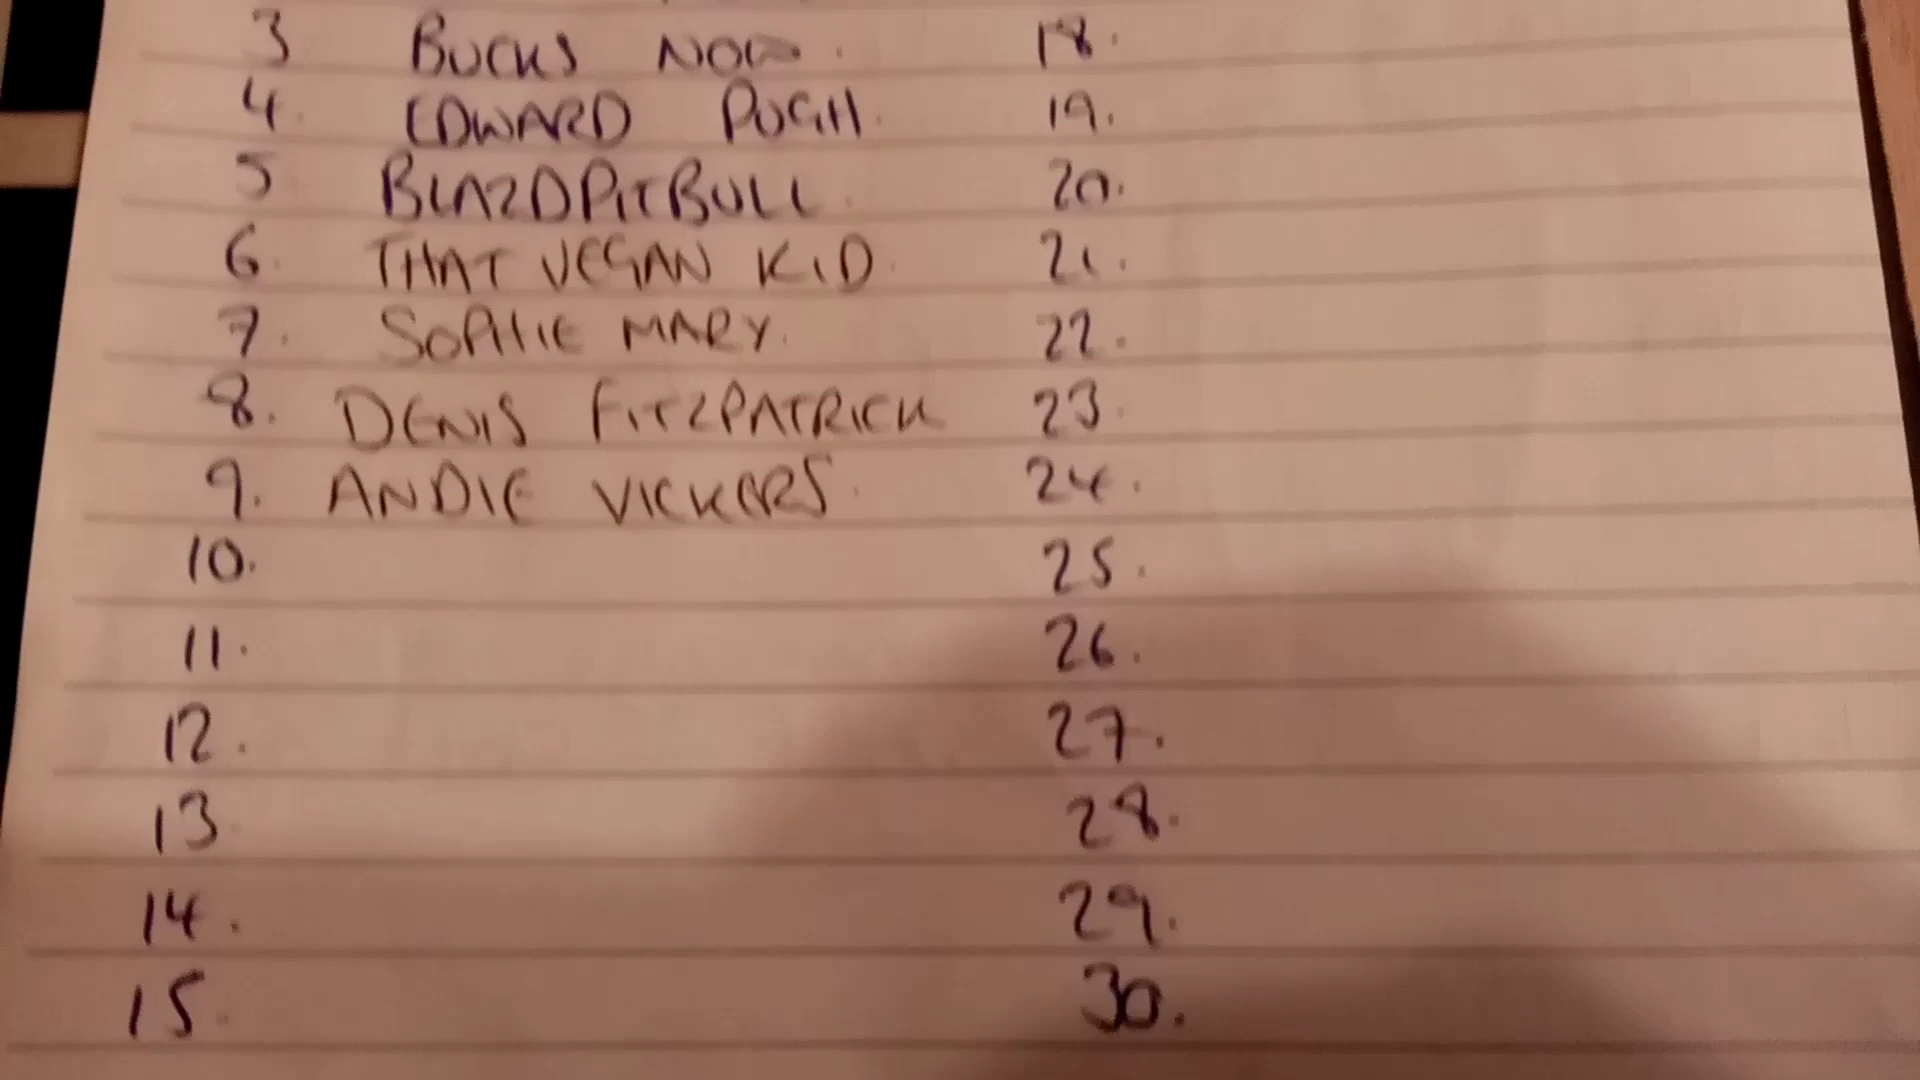 3 BUCKS NOW. 18.
4. EDWARD PUGH. 19.
5 BLAZDPITBULL. 20.
6. THAT VEGAN KID. 21.
7. SOPHIE MARY. 22.
8. DENIS FITZPATRICK 23.
9. ANDIE VICKERS. 24.
10. 25.
11. 26.
12. 27.
13. 28.
14. 29.
15. 30.